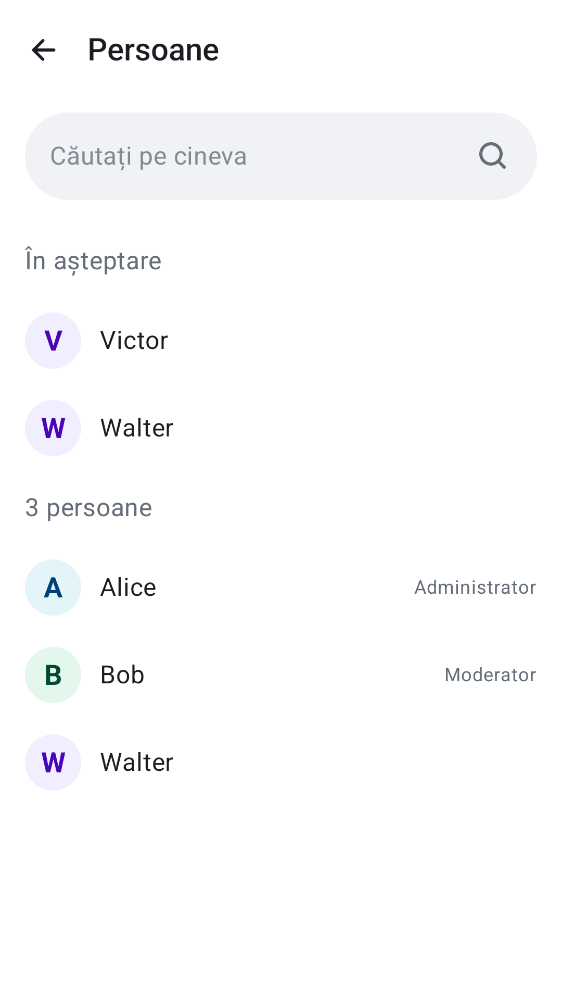 Persoane
Căutați pe cineva
În așteptare
V Victor
W Walter
3 persoane
A Alice Administrator
B Bob Moderator
W Walter